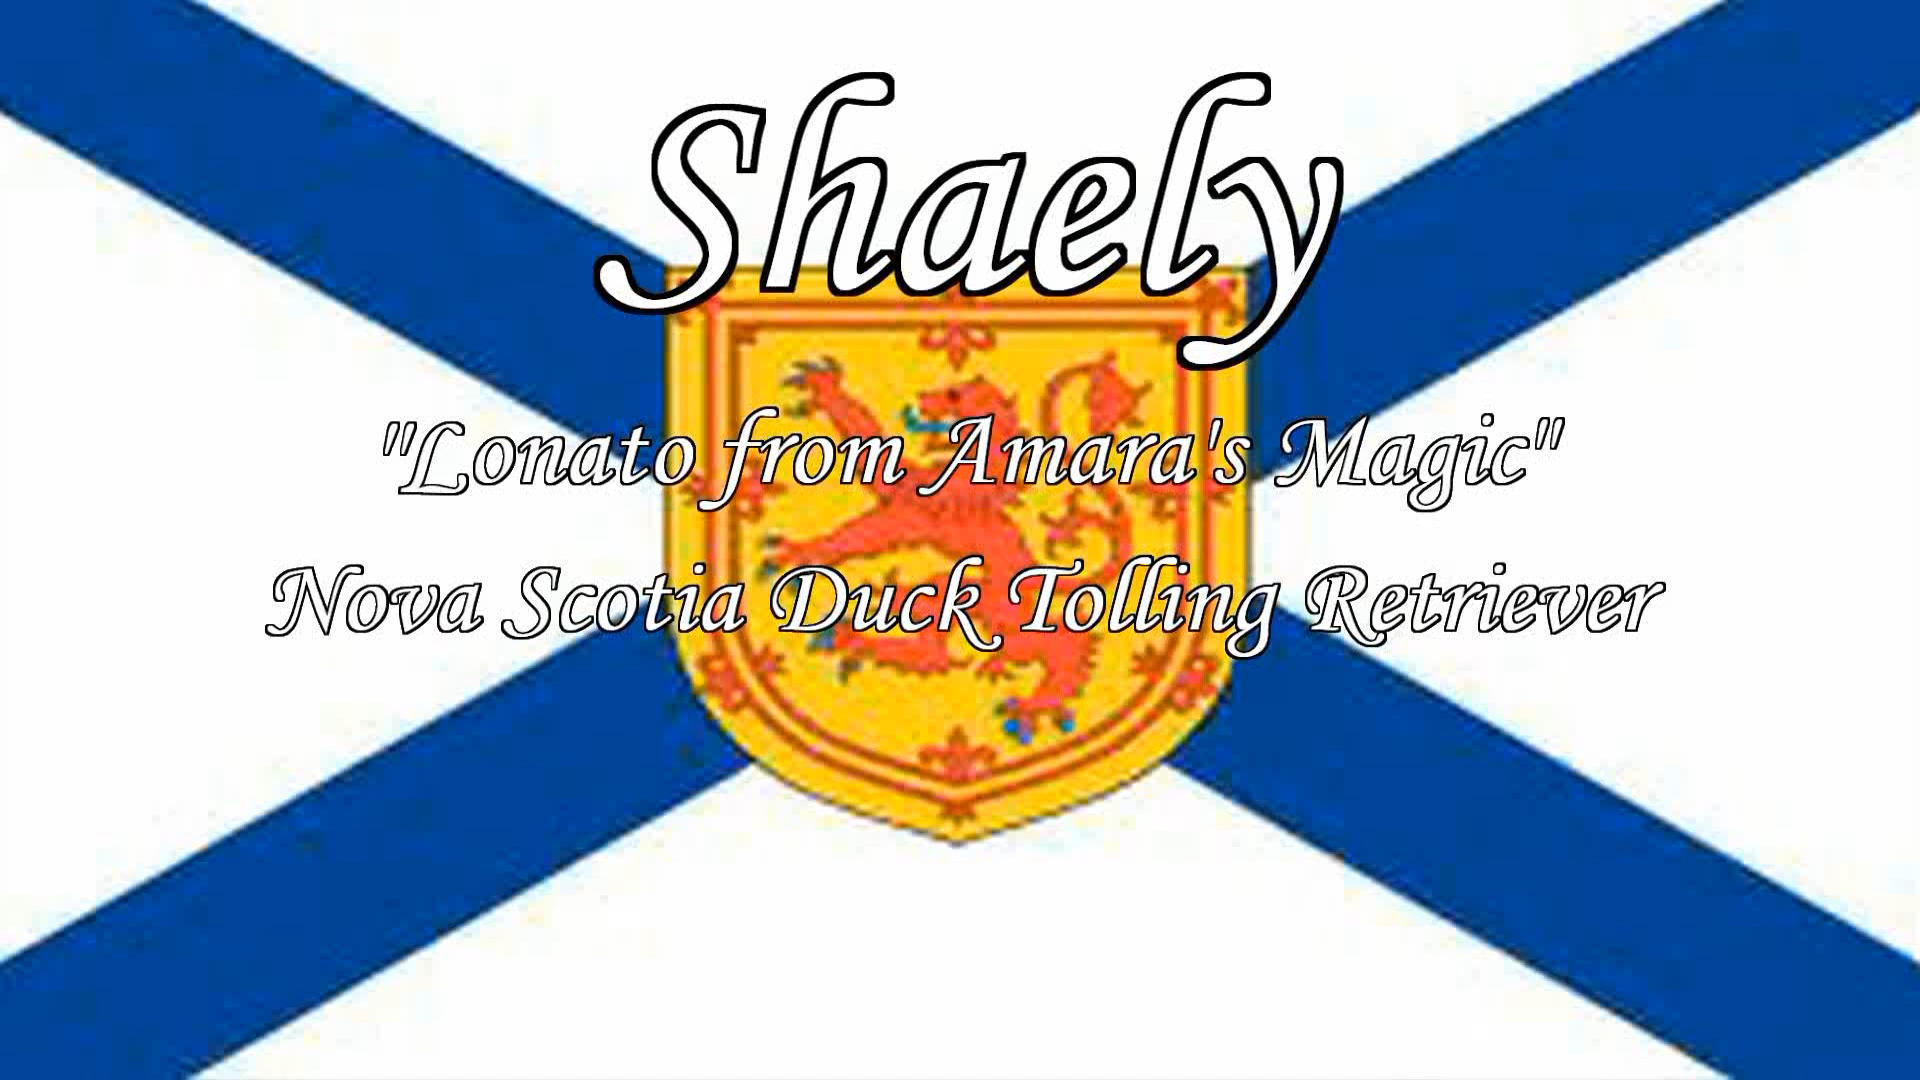 Shaely
"Lonato from Amara's Magic"
Nova Scotia Duck Tolling Retriever